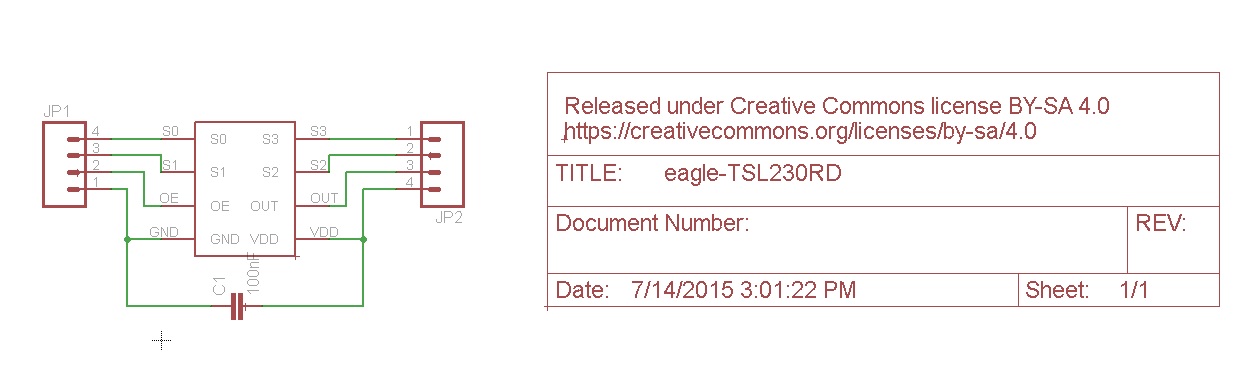 JP1
4 S0 S0 S3 S3 1
3 2
S1 S1 S2 S2
2 3
1 4
OE OE OUT OUT
JP2
GND GND VDD VDD
C1
100nF
Released under Creative Commons license BY-SA 4.0
https://creativecommons.org/licenses/by-sa/4.0
TITLE: eagle-TSL230RD
Document Number:
REV:
Date: 7/14/2015 3:01:22 PM
Sheet: 1/1